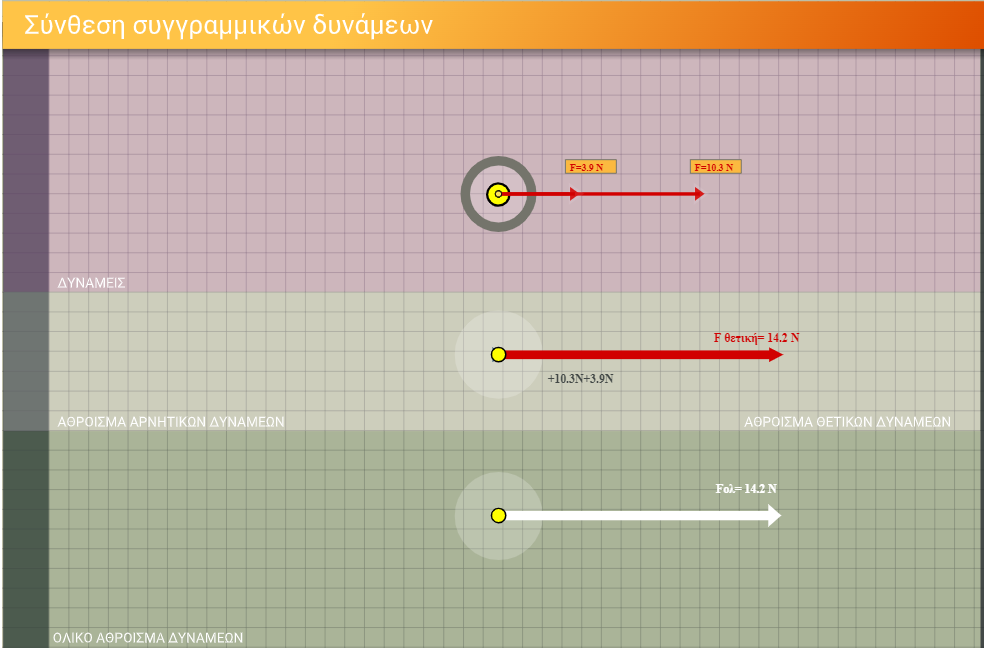 Σύνθεση συγγραμμικών δυνάμεων
F=3.9 N
F=10.3 N
ΔΥΝΑΜΕΙΣ
F θετική= 14.2 N
+10.3N+3.9N
ΑΘΡΟΙΣΜΑ ΑΡΝΗΤΙΚΩΝ ΔΥΝΑΜΕΩΝ
ΑΘΡΟΙΣΜΑ ΘΕΤΙΚΩΝ ΔΥΝΑΜΕΩΝ
Fολ= 14.2 N
ΟΛΙΚΟ ΑΘΡΟΙΣΜΑ ΔΥΝΑΜΕΩΝ